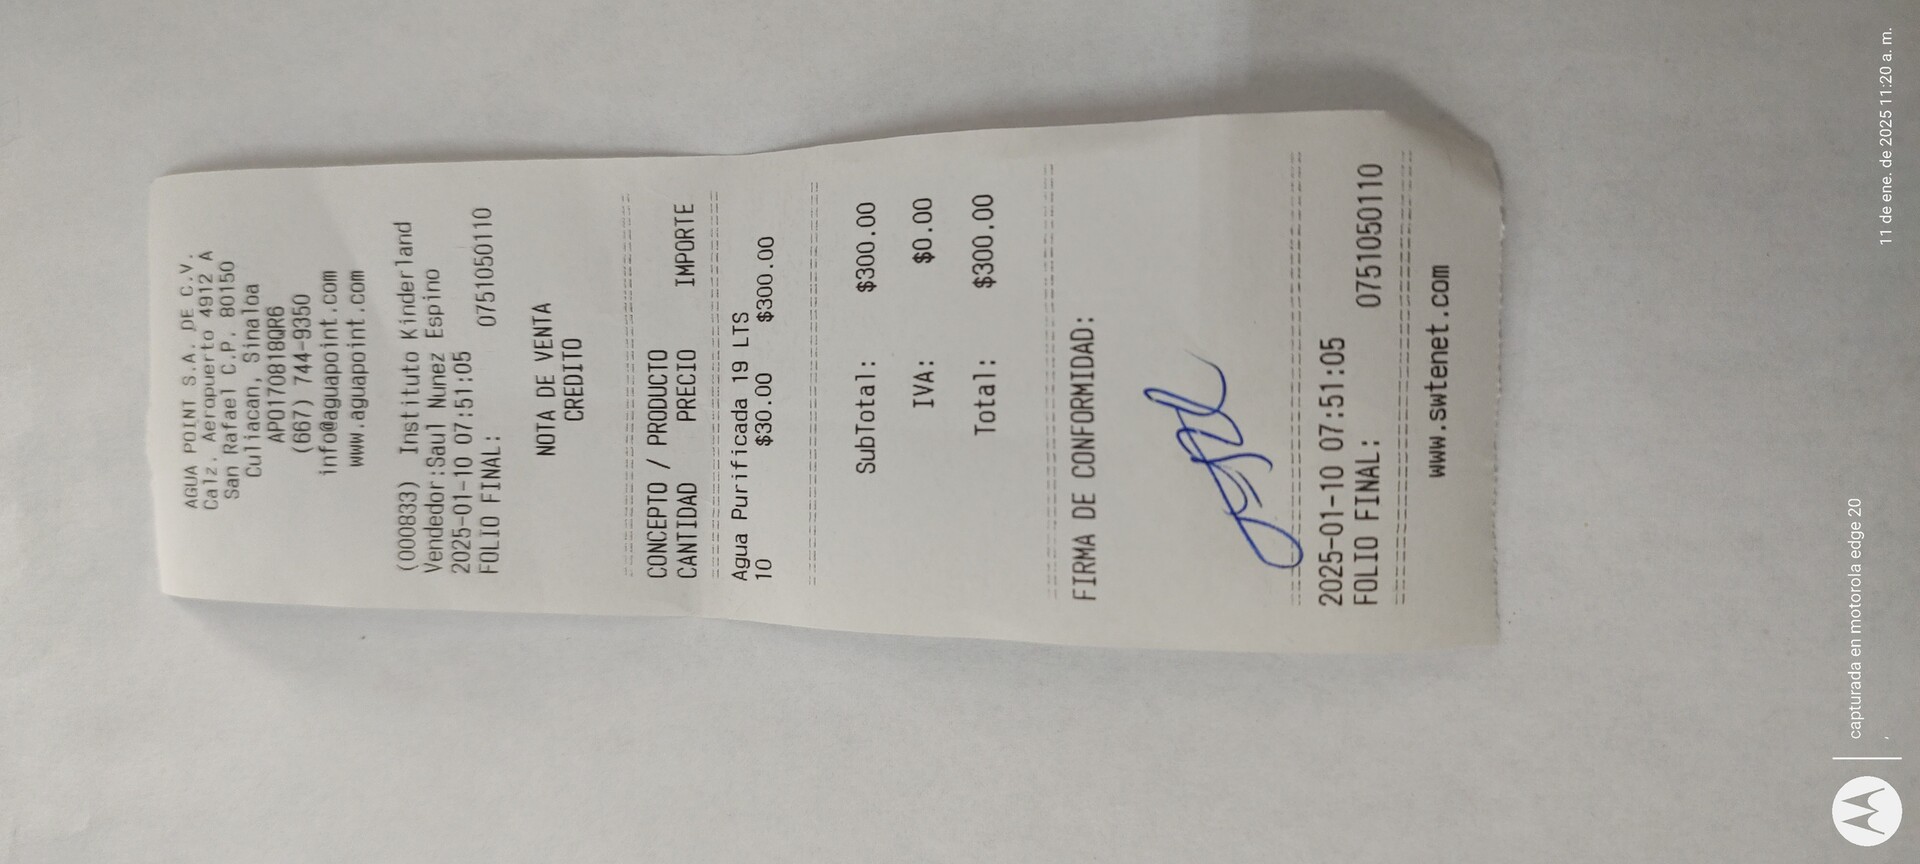 AGUA POINT S.A. DE C.V.
Calz. Aeropuerto 4912 A
San Rafael C.P. 80150
Culiacan, Sinaloa
APO170818QR6
(667) 744-9350
info@aguapoint.com
www.aguapoint.com
(000833) Instituto Kinderland
Vendedor:Saul Nunez Espino
2025-01-10 07:51:05
FOLIO FINAL: 0751050110
NOTA DE VENTA
CREDITO
CONCEPTO / PRODUCTO
CANTIDAD PRECIO IMPORTE
Agua Purificada 19 LTS
10 $30.00 $300.00
SubTotal: $300.00
IVA: $0.00
Total: $300.00
FIRMA DE CONFORMIDAD:
2025-01-10 07:51:05
FOLIO FINAL: 0751050110
www.swtenet.com
capturada en motorola edge 20
,
11 de ene. de 2025 11:20 a. m.